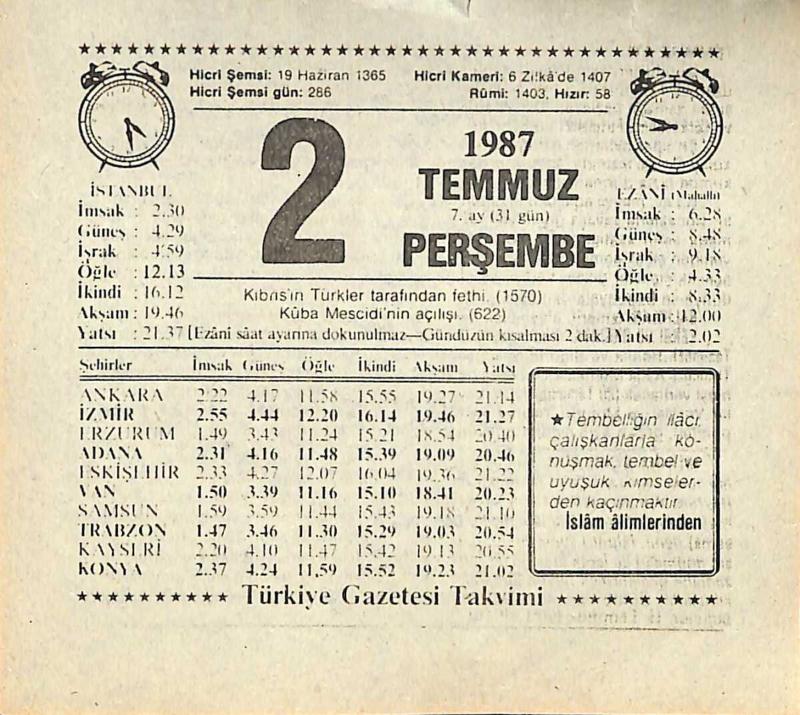 Hicri Şemsi: 19 Haziran 1365 Hicri Kameri: 6 Zilkâ'de 1407
Hicri Şemsi gün: 286 Rûmi: 1403, Hızır: 58
2
1987
TEMMUZ
7. ay (31 gün)
PERŞEMBE
İSTANBUL
İmsak : 2.30
Güneş : 4.29
İşrak : 4.59
Öğle : 12.13
İkindi : 16.12
Akşam : 19.46
Yatsı : 21.37
EZÂNÎ (Mahallî)
İmsak : 6.28
Güneş : 8.48
İşrak : 9.18
Öğle : 4.33
İkindi : 8.33
Akşam : 12.00
Yatsı : 2.02
Kıbrıs'ın Türkler tarafından fethi. (1570)
Kûba Mescidi'nin açılışı. (622)
[Ezânî sâat ayarına dokunulmaz—Gündüzün kısalması 2 dak.]
Şehirler İmsak Güneş Öğle İkindi Akşam Yatsı
ANKARA 2.22 4.17 11.58 15.55 19.27 21.14
İZMİR 2.55 4.44 12.20 16.14 19.46 21.27
ERZURUM 1.49 3.43 11.24 15.21 18.54 20.40
ADANA 2.31 4.16 11.48 15.39 19.09 20.46
ESKİŞEHİR 2.33 4.27 12.07 16.04 19.36 21.22
VAN 1.50 3.39 11.16 15.10 18.41 20.23
SAMSUN 1.59 3.59 11.44 15.43 19.18 21.10
TRABZON 1.47 3.46 11.30 15.29 19.03 20.54
KAYSERİ 2.20 4.10 11.47 15.42 19.13 20.55
KONYA 2.37 4.24 11.59 15.52 19.23 21.02
★Tembelliğin ilâcı,
çalışkanlarla ko-
nuşmak, tembel ve
uyuşuk kimseler-
den kaçınmaktır.
İslâm âlimlerinden
Türkiye Gazetesi Takvimi